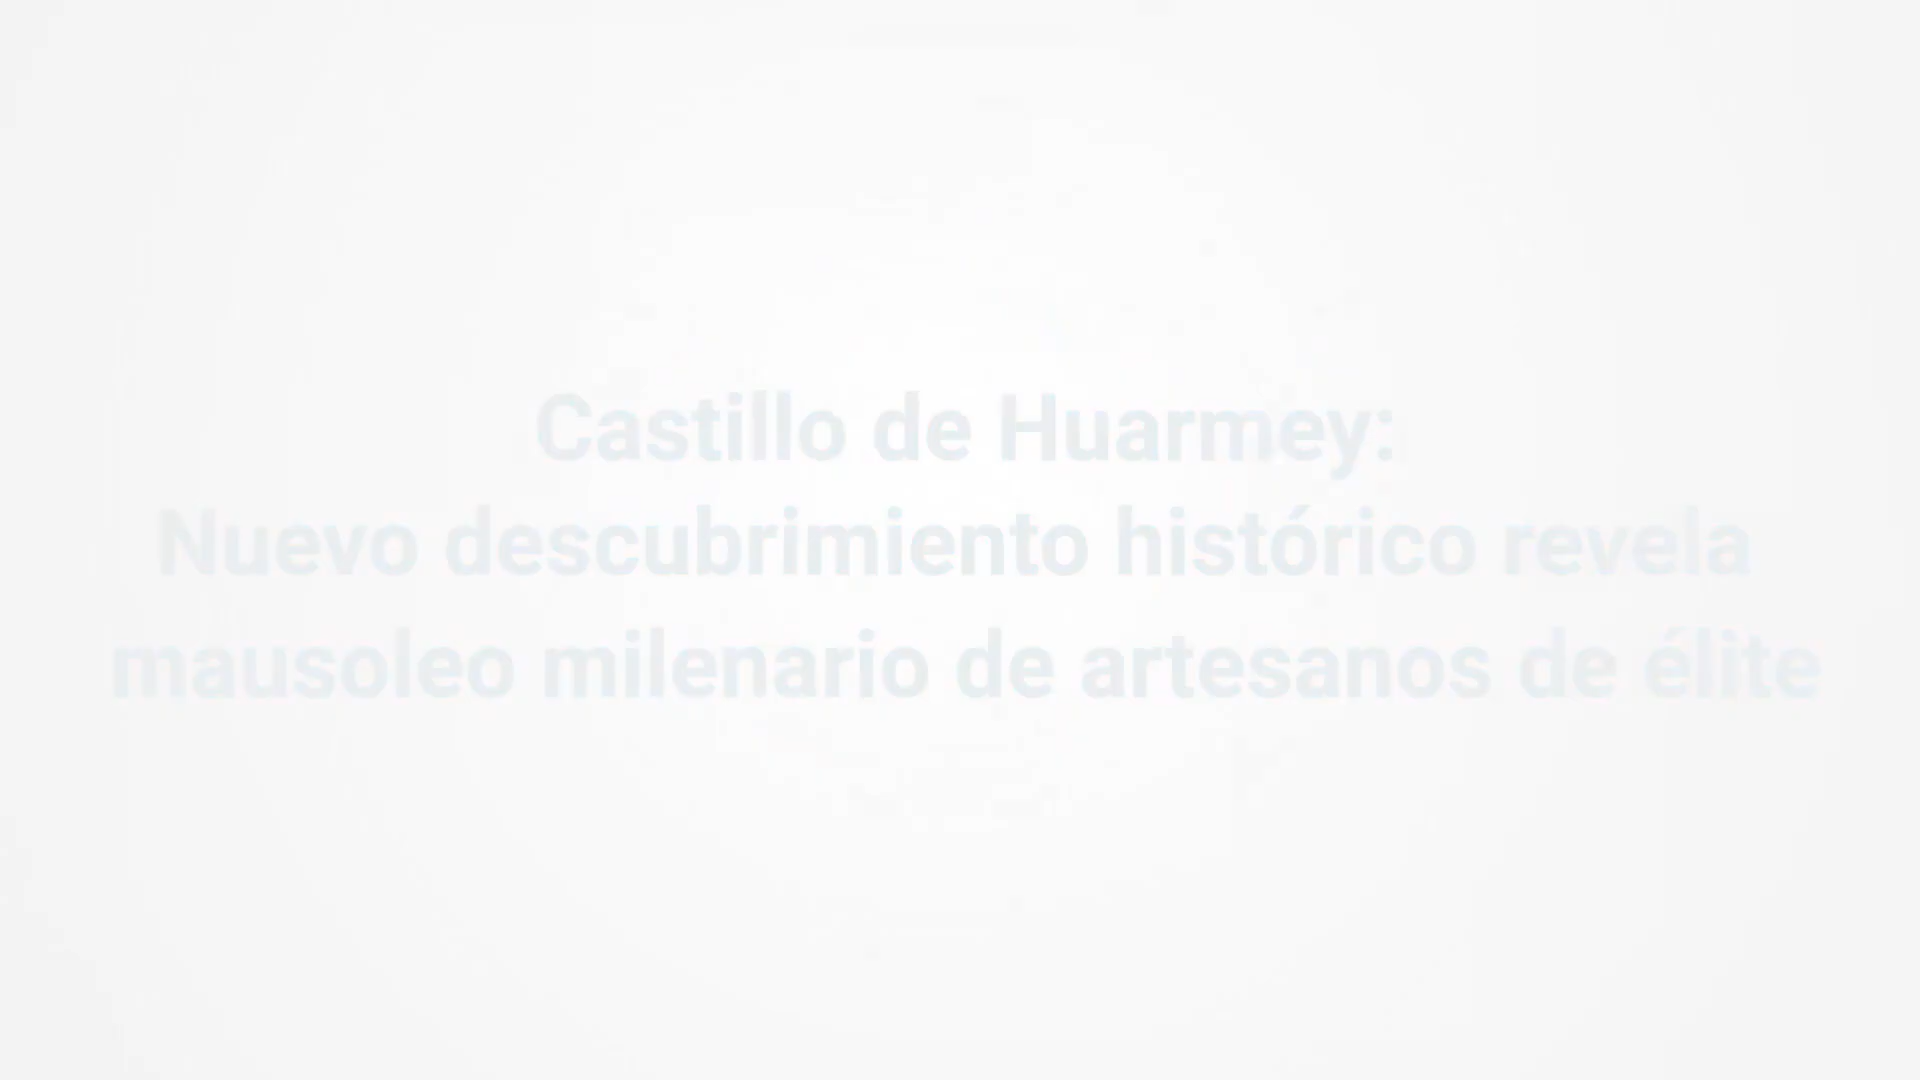 Castillo de Huarmey:
Nuevo descubrimiento histórico revela
mausoleo milenario de artesanos de élite